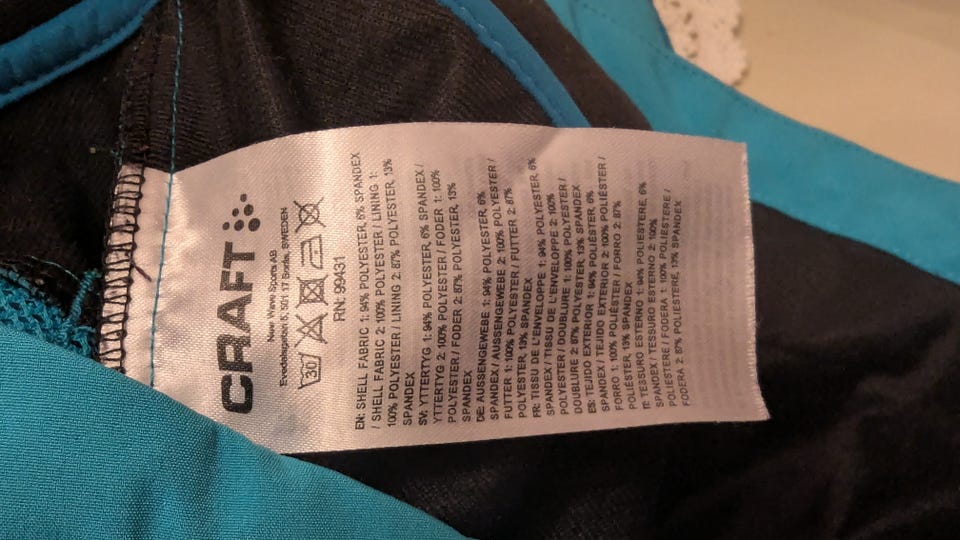 CRAFT
New Wave Sports AB
Evedalsgatan 5, 501 17 Borås, SWEDEN
30
RN: 99431
EN: SHELL FABRIC 1: 94% POLYESTER, 6% SPANDEX
/ SHELL FABRIC 2: 100% POLYESTER / LINING 1:
100% POLYESTER / LINING 2: 87% POLYESTER, 13%
SPANDEX
SV: YTTERTYG 1: 94% POLYESTER, 6% SPANDEX /
YTTERTYG 2: 100% POLYESTER / FODER 1: 100%
POLYESTER / FODER 2: 87% POLYESTER, 13%
SPANDEX
DE: AUSSENGEWEBE 1: 94% POLYESTER, 6%
SPANDEX / AUSSENGEWEBE 2: 100% POLYESTER /
FUTTER 1: 100% POLYESTER / FUTTER 2: 87%
POLYESTER, 13% SPANDEX
FR: TISSU DE L'ENVELOPPE 1: 94% POLYESTER, 6%
SPANDEX / TISSU DE L'ENVELOPPE 2: 100%
POLYESTER / DOUBLURE 1: 100% POLYESTER /
DOUBLURE 2: 87% POLYESTER, 13% SPANDEX
ES: TEJIDO EXTERIOR 1: 94% POLIÉSTER, 6%
SPANDEX / TEJIDO EXTERIOR 2: 100% POLIÉSTER /
FORRO 1: 100% POLIÉSTER / FORRO 2: 87%
POLIÉSTER, 13% SPANDEX
IT: TESSUTO ESTERNO 1: 94% POLIESTERE, 6%
SPANDEX / TESSUTO ESTERNO 2: 100%
POLIESTERE / FODERA 1: 100% POLIESTERE /
FODERA 2: 87% POLIESTERE, 13% SPANDEX